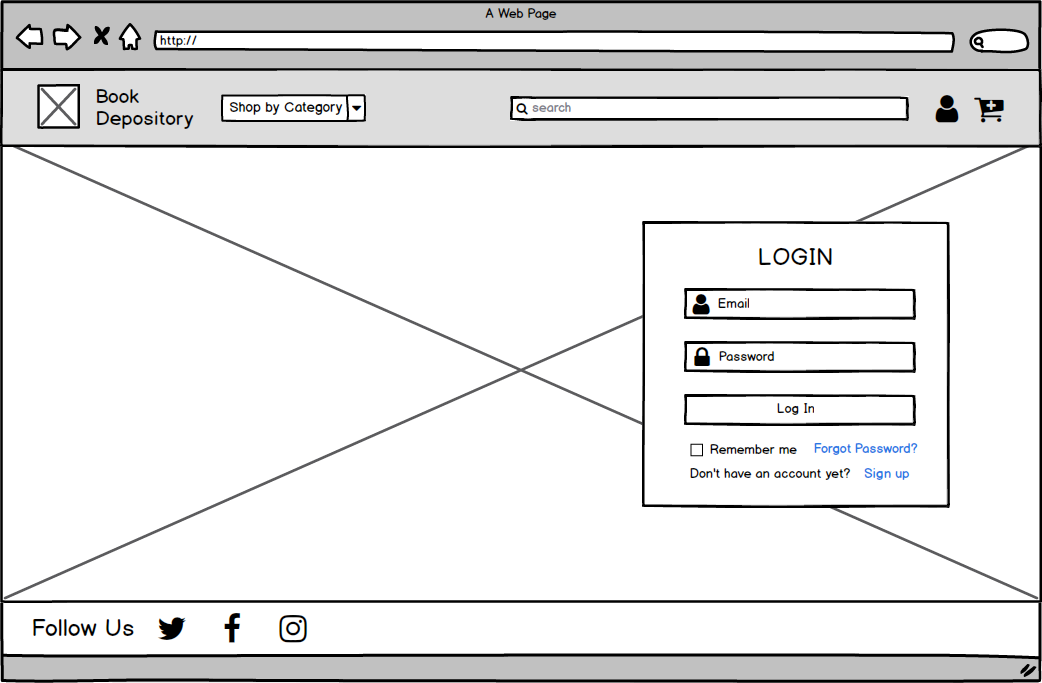 A Web Page
http://
Book
Depository
Shop by Category
search
LOGIN
Email
Password
Log In
Remember me Forgot Password?
Don't have an account yet? Sign up
Follow Us